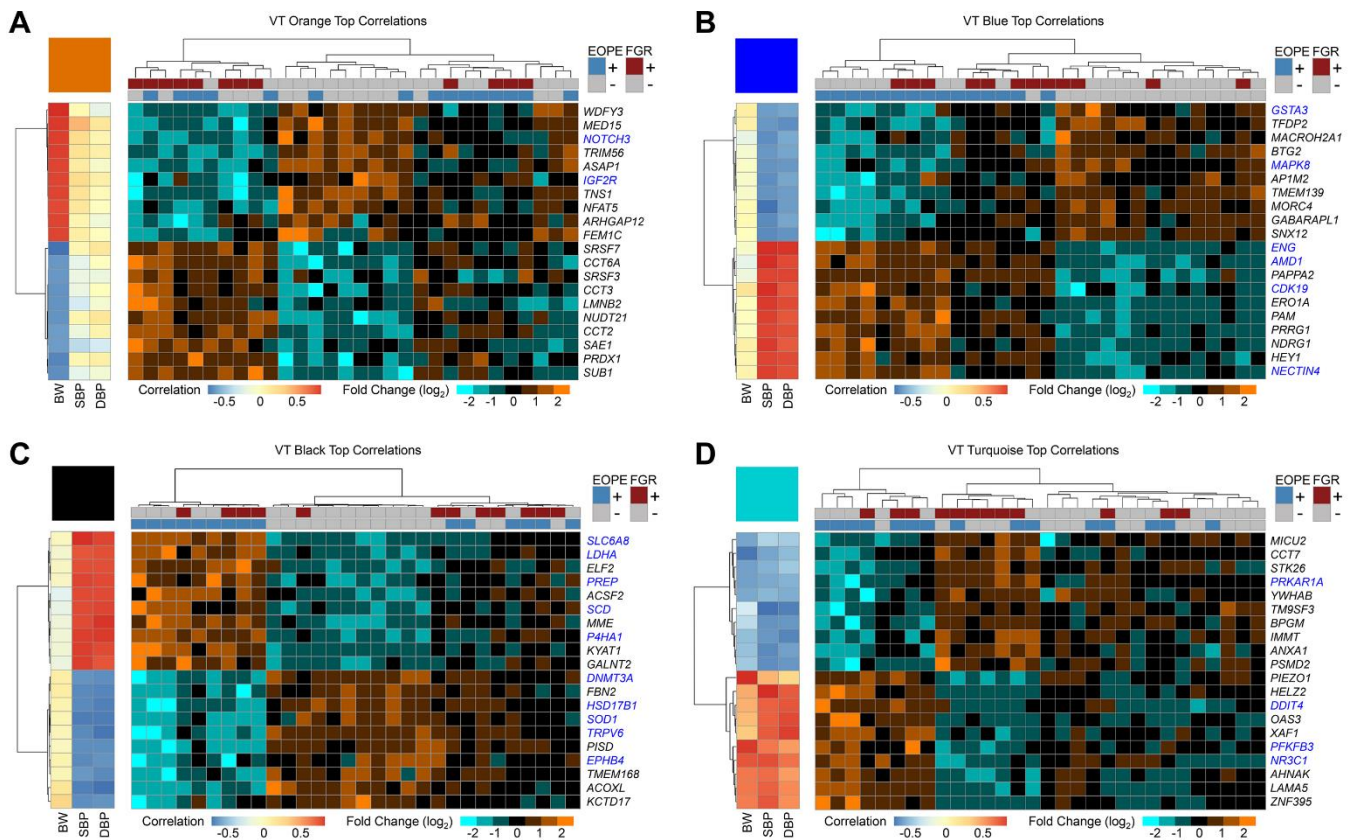 A
VT Orange Top Correlations
EOPE FGR
+ +
- -
WDFY3
MED15
NOTCH3
TRIM56
ASAP1
IGF2R
TNS1
NFAT5
ARHGAP12
FEM1C
SRSF7
CCT6A
SRSF3
CCT3
LMNB2
NUDT21
CCT2
SAE1
PRDX1
SUB1
BW SBP DBP
Correlation -0.5 0 0.5
Fold Change (log2) -2 -1 0 1 2
B
VT Blue Top Correlations
EOPE FGR
+ +
- -
GSTA3
TFDP2
MACROH2A1
BTG2
MAPK8
AP1M2
TMEM139
MORC4
GABARAPL1
SNX12
ENG
AMD1
PAPPA2
CDK19
ERO1A
PAM
PRRG1
NDRG1
HEY1
NECTIN4
BW SBP DBP
Correlation -0.5 0 0.5
Fold Change (log2) -2 -1 0 1 2
C
VT Black Top Correlations
EOPE FGR
+ +
- -
SLC6A8
LDHA
ELF2
PREP
ACSF2
SCD
MME
P4HA1
KYAT1
GALNT2
DNMT3A
FBN2
HSD17B1
SOD1
TRPV6
PISD
EPHB4
TMEM168
ACOXL
KCTD17
BW SBP DBP
Correlation -0.5 0 0.5
Fold Change (log2) -2 -1 0 1 2
D
VT Turquoise Top Correlations
EOPE FGR
+ +
- -
MICU2
CCT7
STK26
PRKAR1A
YWHAB
TM9SF3
BPGM
IMMT
ANXA1
PSMD2
PIEZO1
HELZ2
DDIT4
OAS3
XAF1
PFKFB3
NR3C1
AHNAK
LAMA5
ZNF395
BW SBP DBP
Correlation -0.5 0 0.5
Fold Change (log2) -2 -1 0 1 2